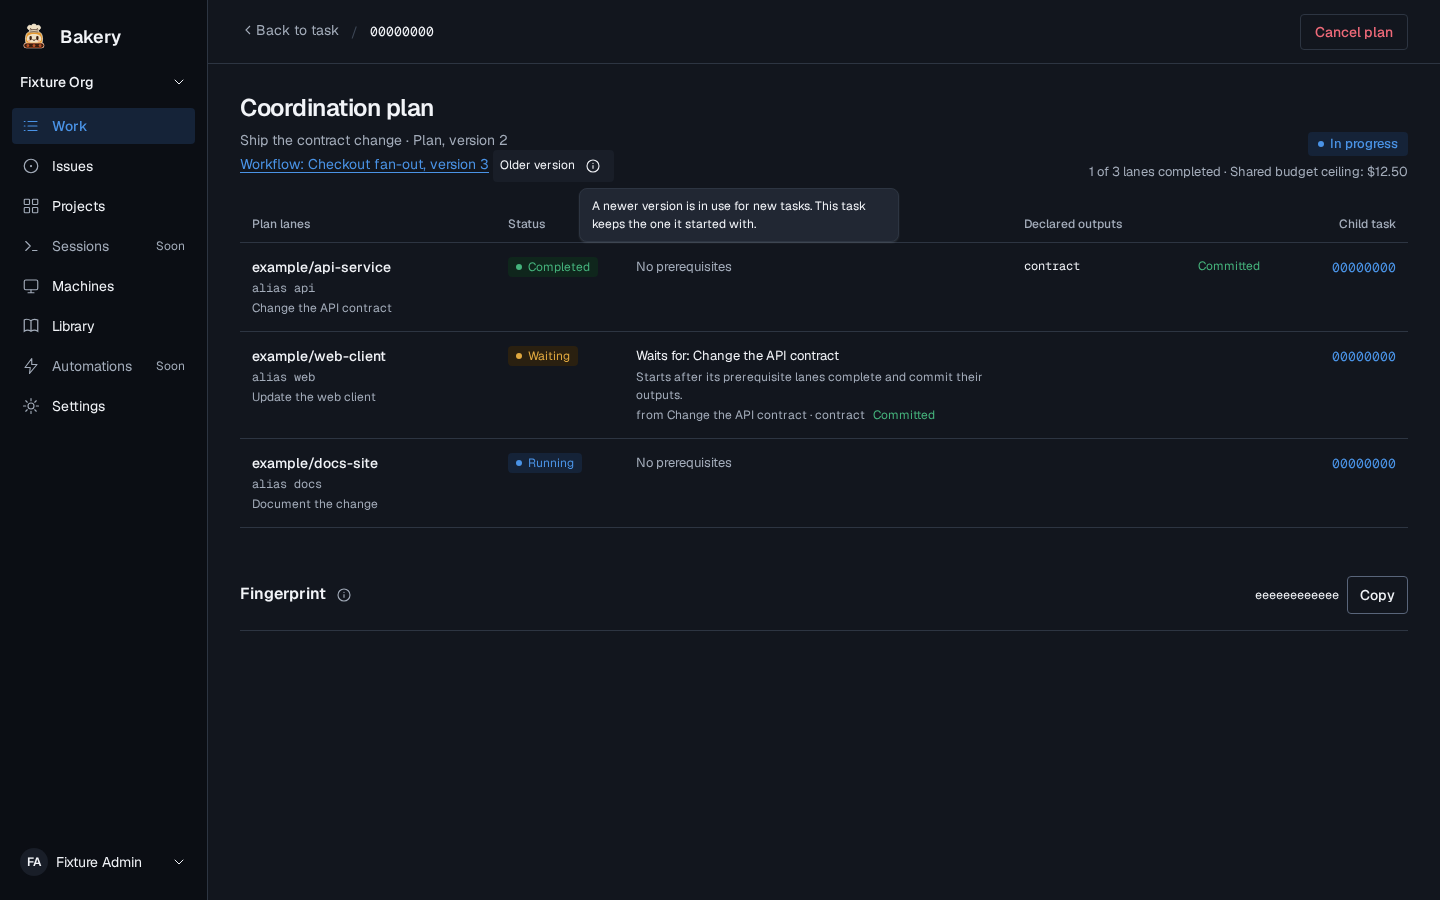 Bakery
Fixture Org
Work
Issues
Projects
Sessions Soon
Machines
Library
Automations Soon
Settings
FA Fixture Admin
Back to task / 00000000
Cancel plan
Coordination plan
Ship the contract change · Plan, version 2
Workflow: Checkout fan-out, version 3 Older version
In progress
1 of 3 lanes completed · Shared budget ceiling: $12.50
A newer version is in use for new tasks. This task
keeps the one it started with.
Plan lanes Status Declared outputs Child task
example/api-service Completed No prerequisites contract Committed 00000000
alias api
Change the API contract
example/web-client Waiting Waits for: Change the API contract 00000000
alias web Starts after its prerequisite lanes complete and commit their
Update the web client outputs.
from Change the API contract · contract Committed
example/docs-site Running No prerequisites 00000000
alias docs
Document the change
Fingerprint eeeeeeeeeeee Copy